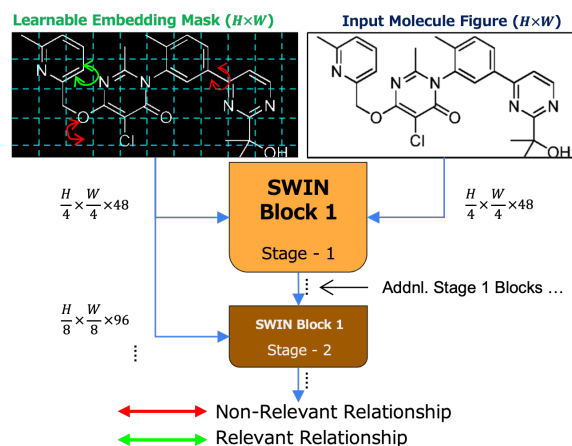 Learnable Embedding Mask (H×W)
Input Molecule Figure (H×W)
N
N
N
N
N
O
O
Cl
OH
N
N
N
N
N
N
O
O
Cl
OH
H/4 × W/4 ×48
SWIN
Block 1
Stage - 1
H/4 × W/4 ×48
Addnl. Stage 1 Blocks ...
H/8 × W/8 ×96
SWIN Block 1
Stage - 2
Non-Relevant Relationship
Relevant Relationship